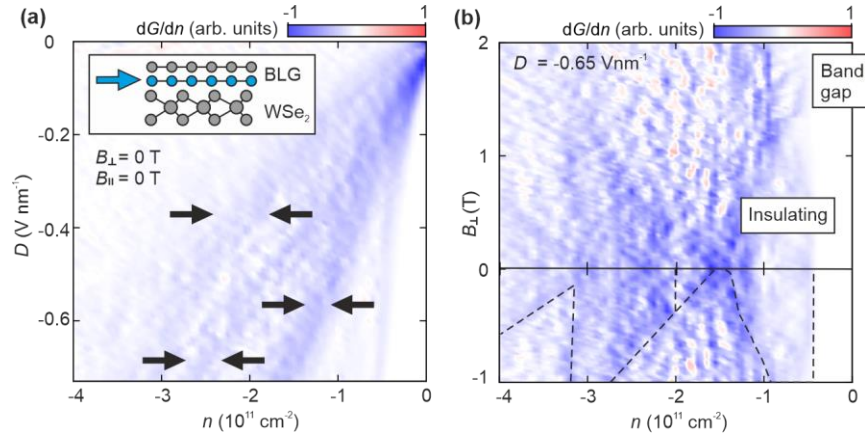 (a)
dG/dn (arb. units)
-1
1
BLG
WSe₂
B⊥ = 0 T
B∥ = 0 T
D (V nm⁻¹)
0
-0.2
-0.4
-0.6
-4
-3
-2
-1
0
n (10¹¹ cm⁻²)
(b)
dG/dn (arb. units)
-1
1
D = -0.65 Vnm⁻¹
Band
gap
Insulating
B⊥(T)
2
1
0
-1
-4
-3
-2
-1
0
n (10¹¹ cm⁻²)